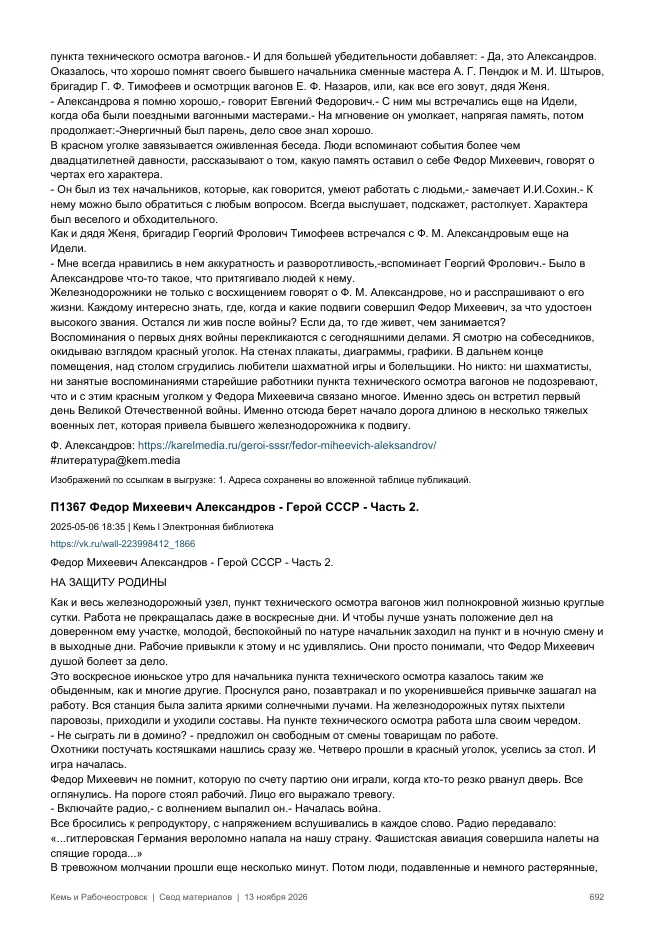 пункта технического осмотра вагонов.- И для большей убедительности добавляет: - Да, это Александров.
Оказалось, что хорошо помнят своего бывшего начальника сменные мастера А. Г. Пендюк и М. И. Штыров,
бригадир Г. Ф. Тимофеев и осмотрщик вагонов Е. Ф. Назаров, или, как все его зовут, дядя Женя.
- Александрова я помню хорошо,- говорит Евгений Федорович.- С ним мы встречались еще на Идели,
когда оба были поездными вагонными мастерами.- На мгновение он умолкает, напрягая память, потом
продолжает:-Энергичный был парень, дело свое знал хорошо.
В красном уголке завязывается оживленная беседа. Люди вспоминают события более чем
двадцатилетней давности, рассказывают о том, какую память оставил о себе Федор Михеевич, говорят о
чертах его характера.
- Он был из тех начальников, которые, как говорится, умеют работать с людьми,- замечает И.И.Сохин.- К
нему можно было обратиться с любым вопросом. Всегда выслушает, подскажет, растолкует. Характера
был веселого и обходительного.
Как и дядя Женя, бригадир Георгий Фролович Тимофеев встречался с Ф. М. Александровым еще на
Идели.
- Мне всегда нравились в нем аккуратность и разворотливость,-вспоминает Георгий Фролович.- Было в
Александрове что-то такое, что притягивало людей к нему.
Железнодорожники не только с восхищением говорят о Ф. М. Александрове, но и расспрашивают о его
жизни. Каждому интересно знать, где, когда и какие подвиги совершил Федор Михеевич, за что удостоен
высокого звания. Остался ли жив после войны? Если да, то где живет, чем занимается?
Воспоминания о первых днях войны перекликаются с сегодняшними делами. Я смотрю на собеседников,
окидываю взглядом красный уголок. На стенах плакаты, диаграммы, графики. В дальнем конце
помещения, над столом сгрудились любители шахматной игры и болельщики. Но никто: ни шахматисты,
ни занятые воспоминаниями старейшие работники пункта технического осмотра вагонов не подозревают,
что и с этим красным уголком у Федора Михеевича связано многое. Именно здесь он встретил первый
день Великой Отечественной войны. Именно отсюда берет начало дорога длиною в несколько тяжелых
военных лет, которая привела бывшего железнодорожника к подвигу.
Ф. Александров: https://karelmedia.ru/geroi-sssr/fedor-miheevich-aleksandrov/
#литература@kem.media
Изображений по ссылкам в выгрузке: 1. Адреса сохранены во вложенной таблице публикаций.
П1367 Федор Михеевич Александров - Герой СССР - Часть 2.
2025-05-06 18:35 | Кемь I Электронная библиотека
https://vk.ru/wall-223998412_1866
Федор Михеевич Александров - Герой СССР - Часть 2.
НА ЗАЩИТУ РОДИНЫ
Как и весь железнодорожный узел, пункт технического осмотра вагонов жил полнокровной жизнью круглые
сутки. Работа не прекращалась даже в воскресные дни. И чтобы лучше узнать положение дел на
доверенном ему участке, молодой, беспокойный по натуре начальник заходил на пункт и в ночную смену и
в выходные дни. Рабочие привыкли к этому и нс удивлялись. Они просто понимали, что Федор Михеевич
душой болеет за дело.
Это воскресное июньское утро для начальника пункта технического осмотра казалось таким же
обыденным, как и многие другие. Проснулся рано, позавтракал и по укоренившейся привычке зашагал на
работу. Вся станция была залита яркими солнечными лучами. На железнодорожных путях пыхтели
паровозы, приходили и уходили составы. На пункте технического осмотра работа шла своим чередом.
- Не сыграть ли в домино? - предложил он свободным от смены товарищам по работе.
Охотники постучать костяшками нашлись сразу же. Четверо прошли в красный уголок, уселись за стол. И
игра началась.
Федор Михеевич не помнит, которую по счету партию они играли, когда кто-то резко рванул дверь. Все
оглянулись. На пороге стоял рабочий. Лицо его выражало тревогу.
- Включайте радио,- с волнением выпалил он.- Началась война.
Все бросились к репродуктору, с напряжением вслушивались в каждое слово. Радио передавало:
«...гитлеровская Германия вероломно напала на нашу страну. Фашистская авиация совершила налеты на
спящие города...»
В тревожном молчании прошли еще несколько минут. Потом люди, подавленные и немного растерянные,
Кемь и Рабочеостровск | Свод материалов | 13 ноября 2026
692